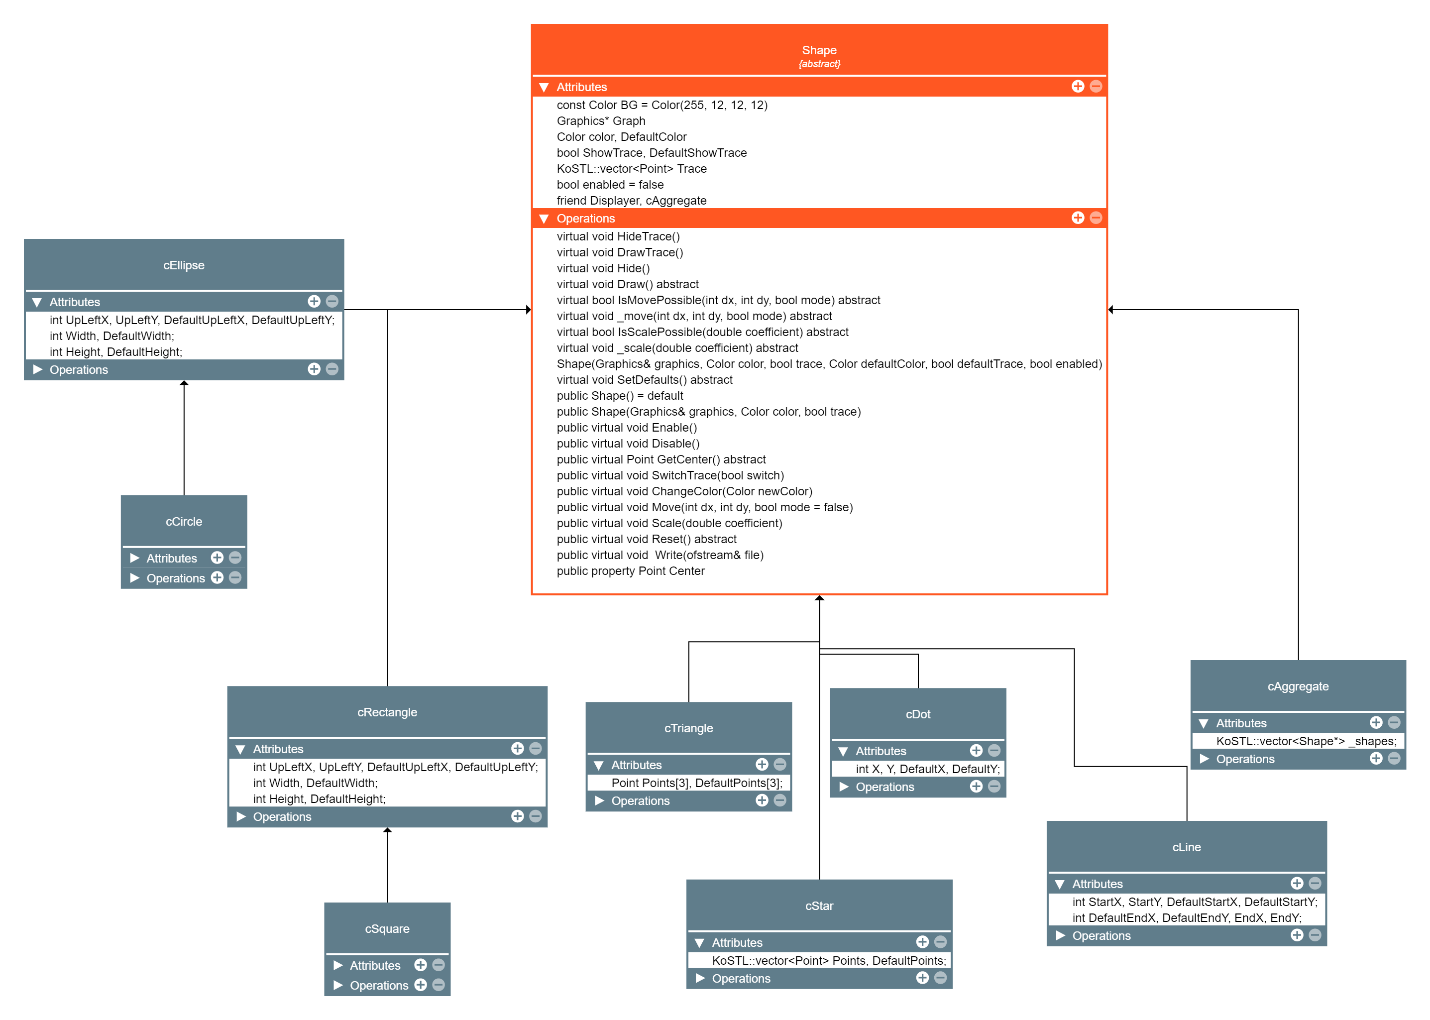 Shape
{abstract}
Attributes
const Color BG = Color(255, 12, 12, 12)
Graphics* Graph
Color color, DefaultColor
bool ShowTrace, DefaultShowTrace
KoSTL::vector<Point> Trace
bool enabled = false
friend Displayer, cAggregate
Operations
virtual void HideTrace()
virtual void DrawTrace()
virtual void Hide()
virtual void Draw() abstract
virtual bool IsMovePossible(int dx, int dy, bool mode) abstract
virtual void _move(int dx, int dy, bool mode) abstract
virtual bool IsScalePossible(double coefficient) abstract
virtual void _scale(double coefficient) abstract
Shape(Graphics& graphics, Color color, bool trace, Color defaultColor, bool defaultTrace, bool enabled)
virtual void SetDefaults() abstract
public Shape() = default
public Shape(Graphics& graphics, Color color, bool trace)
public virtual void Enable()
public virtual void Disable()
public virtual Point GetCenter() abstract
public virtual void SwitchTrace(bool switch)
public virtual void ChangeColor(Color newColor)
public virtual void Move(int dx, int dy, bool mode = false)
public virtual void Scale(double coefficient)
public virtual void Reset() abstract
public virtual void  Write(ofstream& file)
public property Point Center
cEllipse
Attributes
int UpLeftX, UpLeftY, DefaultUpLeftX, DefaultUpLeftY;
int Width, DefaultWidth;
int Height, DefaultHeight;
Operations
cCircle
Attributes
Operations
cRectangle
Attributes
int UpLeftX, UpLeftY, DefaultUpLeftX, DefaultUpLeftY;
int Width, DefaultWidth;
int Height, DefaultHeight;
Operations
cSquare
Attributes
Operations
cTriangle
Attributes
Point Points[3], DefaultPoints[3];
Operations
cDot
Attributes
int X, Y, DefaultX, DefaultY;
Operations
cStar
Attributes
KoSTL::vector<Point> Points, DefaultPoints;
Operations
cAggregate
Attributes
KoSTL::vector<Shape*> _shapes;
Operations
cLine
Attributes
int StartX, StartY, DefaultStartX, DefaultStartY;
int DefaultEndX, DefaultEndY, EndX, EndY;
Operations